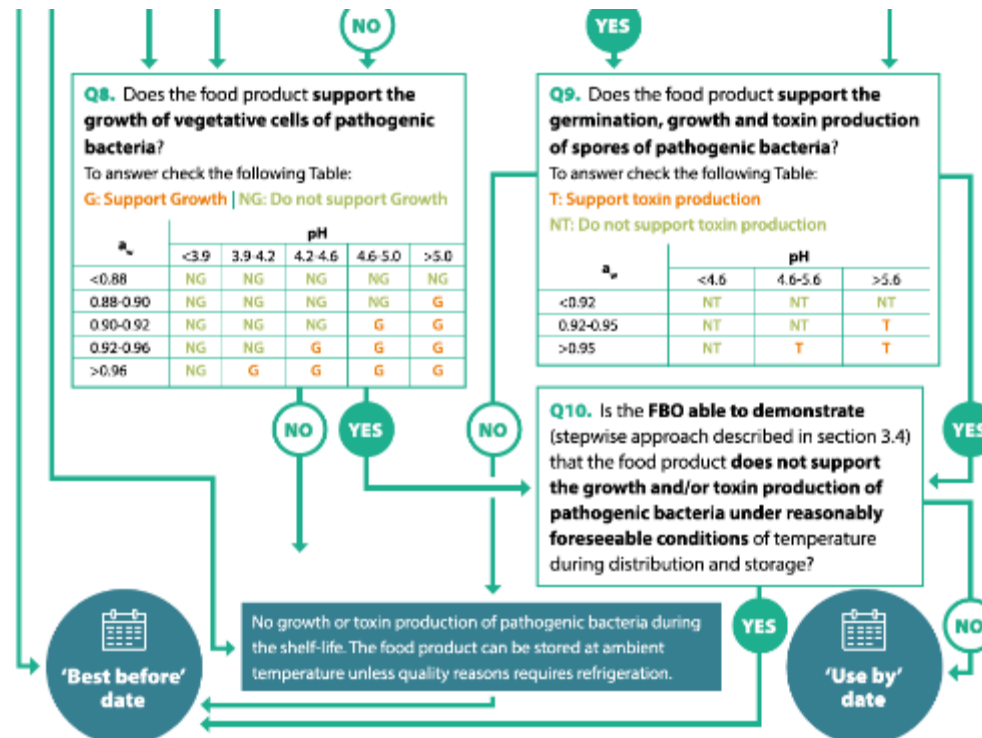 NO
YES
Q8. Does the food product support the
growth of vegetative cells of pathogenic
bacteria?
To answer check the following Table:
G: Support Growth | NG: Do not support Growth
a_w
pH
<3.9 3.9-4.2 4.2-4.6 4.6-5.0 >5.0
<0.88 NG NG NG NG NG
0.88-0.90 NG NG NG NG G
0.90-0.92 NG NG NG G G
0.92-0.96 NG NG G G G
>0.96 NG G G G G
NO
YES
Q9. Does the food product support the
germination, growth and toxin production
of spores of pathogenic bacteria?
To answer check the following Table:
T: Support toxin production
NT: Do not support toxin production
a_w
pH
<4.6 4.6-5.6 >5.6
<0.92 NT NT NT
0.92-0.95 NT NT T
>0.95 NT T T
NO
YES
Q10. Is the FBO able to demonstrate
(stepwise approach described in section 3.4)
that the food product does not support
the growth and/or toxin production of
pathogenic bacteria under reasonably
foreseeable conditions of temperature
during distribution and storage?
YES
NO
'Best before'
date
No growth or toxin production of pathogenic bacteria during
the shelf-life. The food product can be stored at ambient
temperature unless quality reasons requires refrigeration.
'Use by'
date